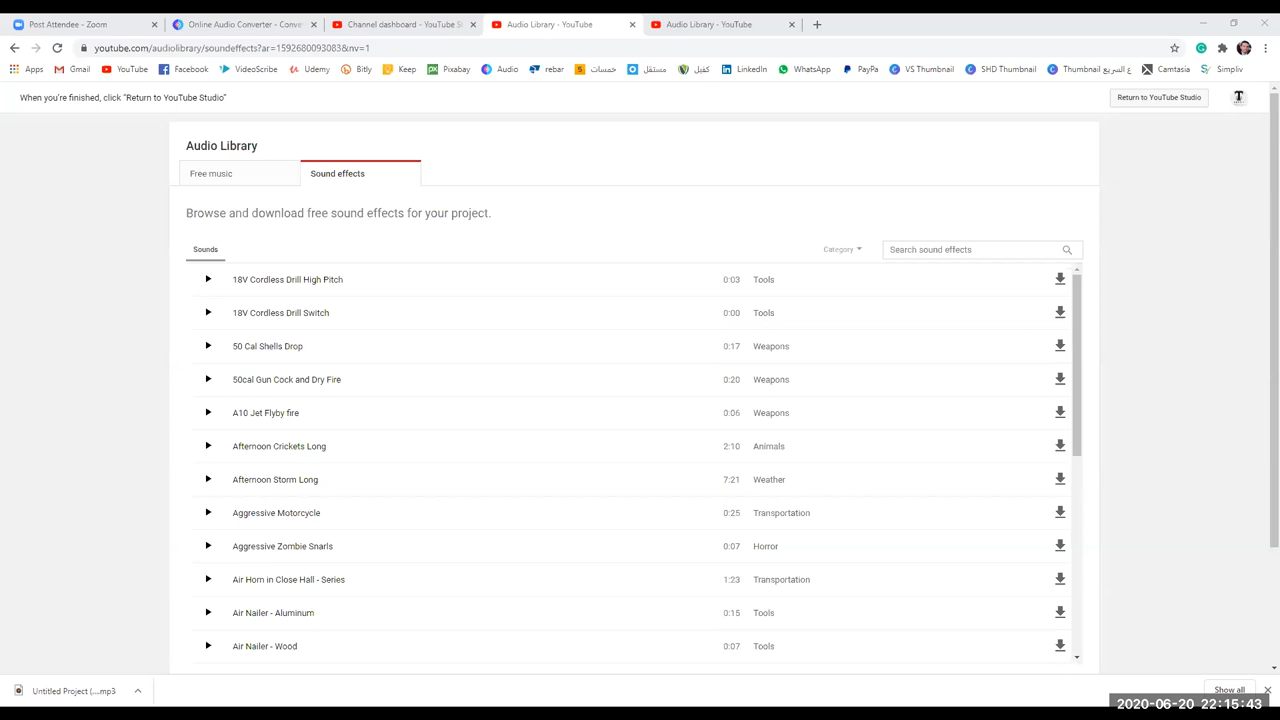 Post Attendee - Zoom
Online Audio Converter - Conve
Channel dashboard - YouTube St
Audio Library - YouTube
Audio Library - YouTube
youtube.com/audiolibrary/soundeffects?ar=1592680093083&nv=1
Apps Gmail YouTube Facebook VideoScribe Udemy Bitly Keep Pixabay Audio rebar خمسات مستقل كفيل LinkedIn WhatsApp PayPa VS Thumbnail SHD Thumbnail Thumbnail ع السريع Camtasia Simpliv
When you're finished, click "Return to YouTube Studio"
Return to YouTube Studio
Audio Library
Free music
Sound effects
Browse and download free sound effects for your project.
Sounds
Category
Search sound effects
18V Cordless Drill High Pitch 0:03 Tools
18V Cordless Drill Switch 0:00 Tools
50 Cal Shells Drop 0:17 Weapons
50cal Gun Cock and Dry Fire 0:20 Weapons
A10 Jet Flyby fire 0:06 Weapons
Afternoon Crickets Long 2:10 Animals
Afternoon Storm Long 7:21 Weather
Aggressive Motorcycle 0:25 Transportation
Aggressive Zombie Snarls 0:07 Horror
Air Horn in Close Hall - Series 1:23 Transportation
Air Nailer - Aluminum 0:15 Tools
Air Nailer - Wood 0:07 Tools
Untitled Project (....mp3
Show all
2020-06-20 22:15:43